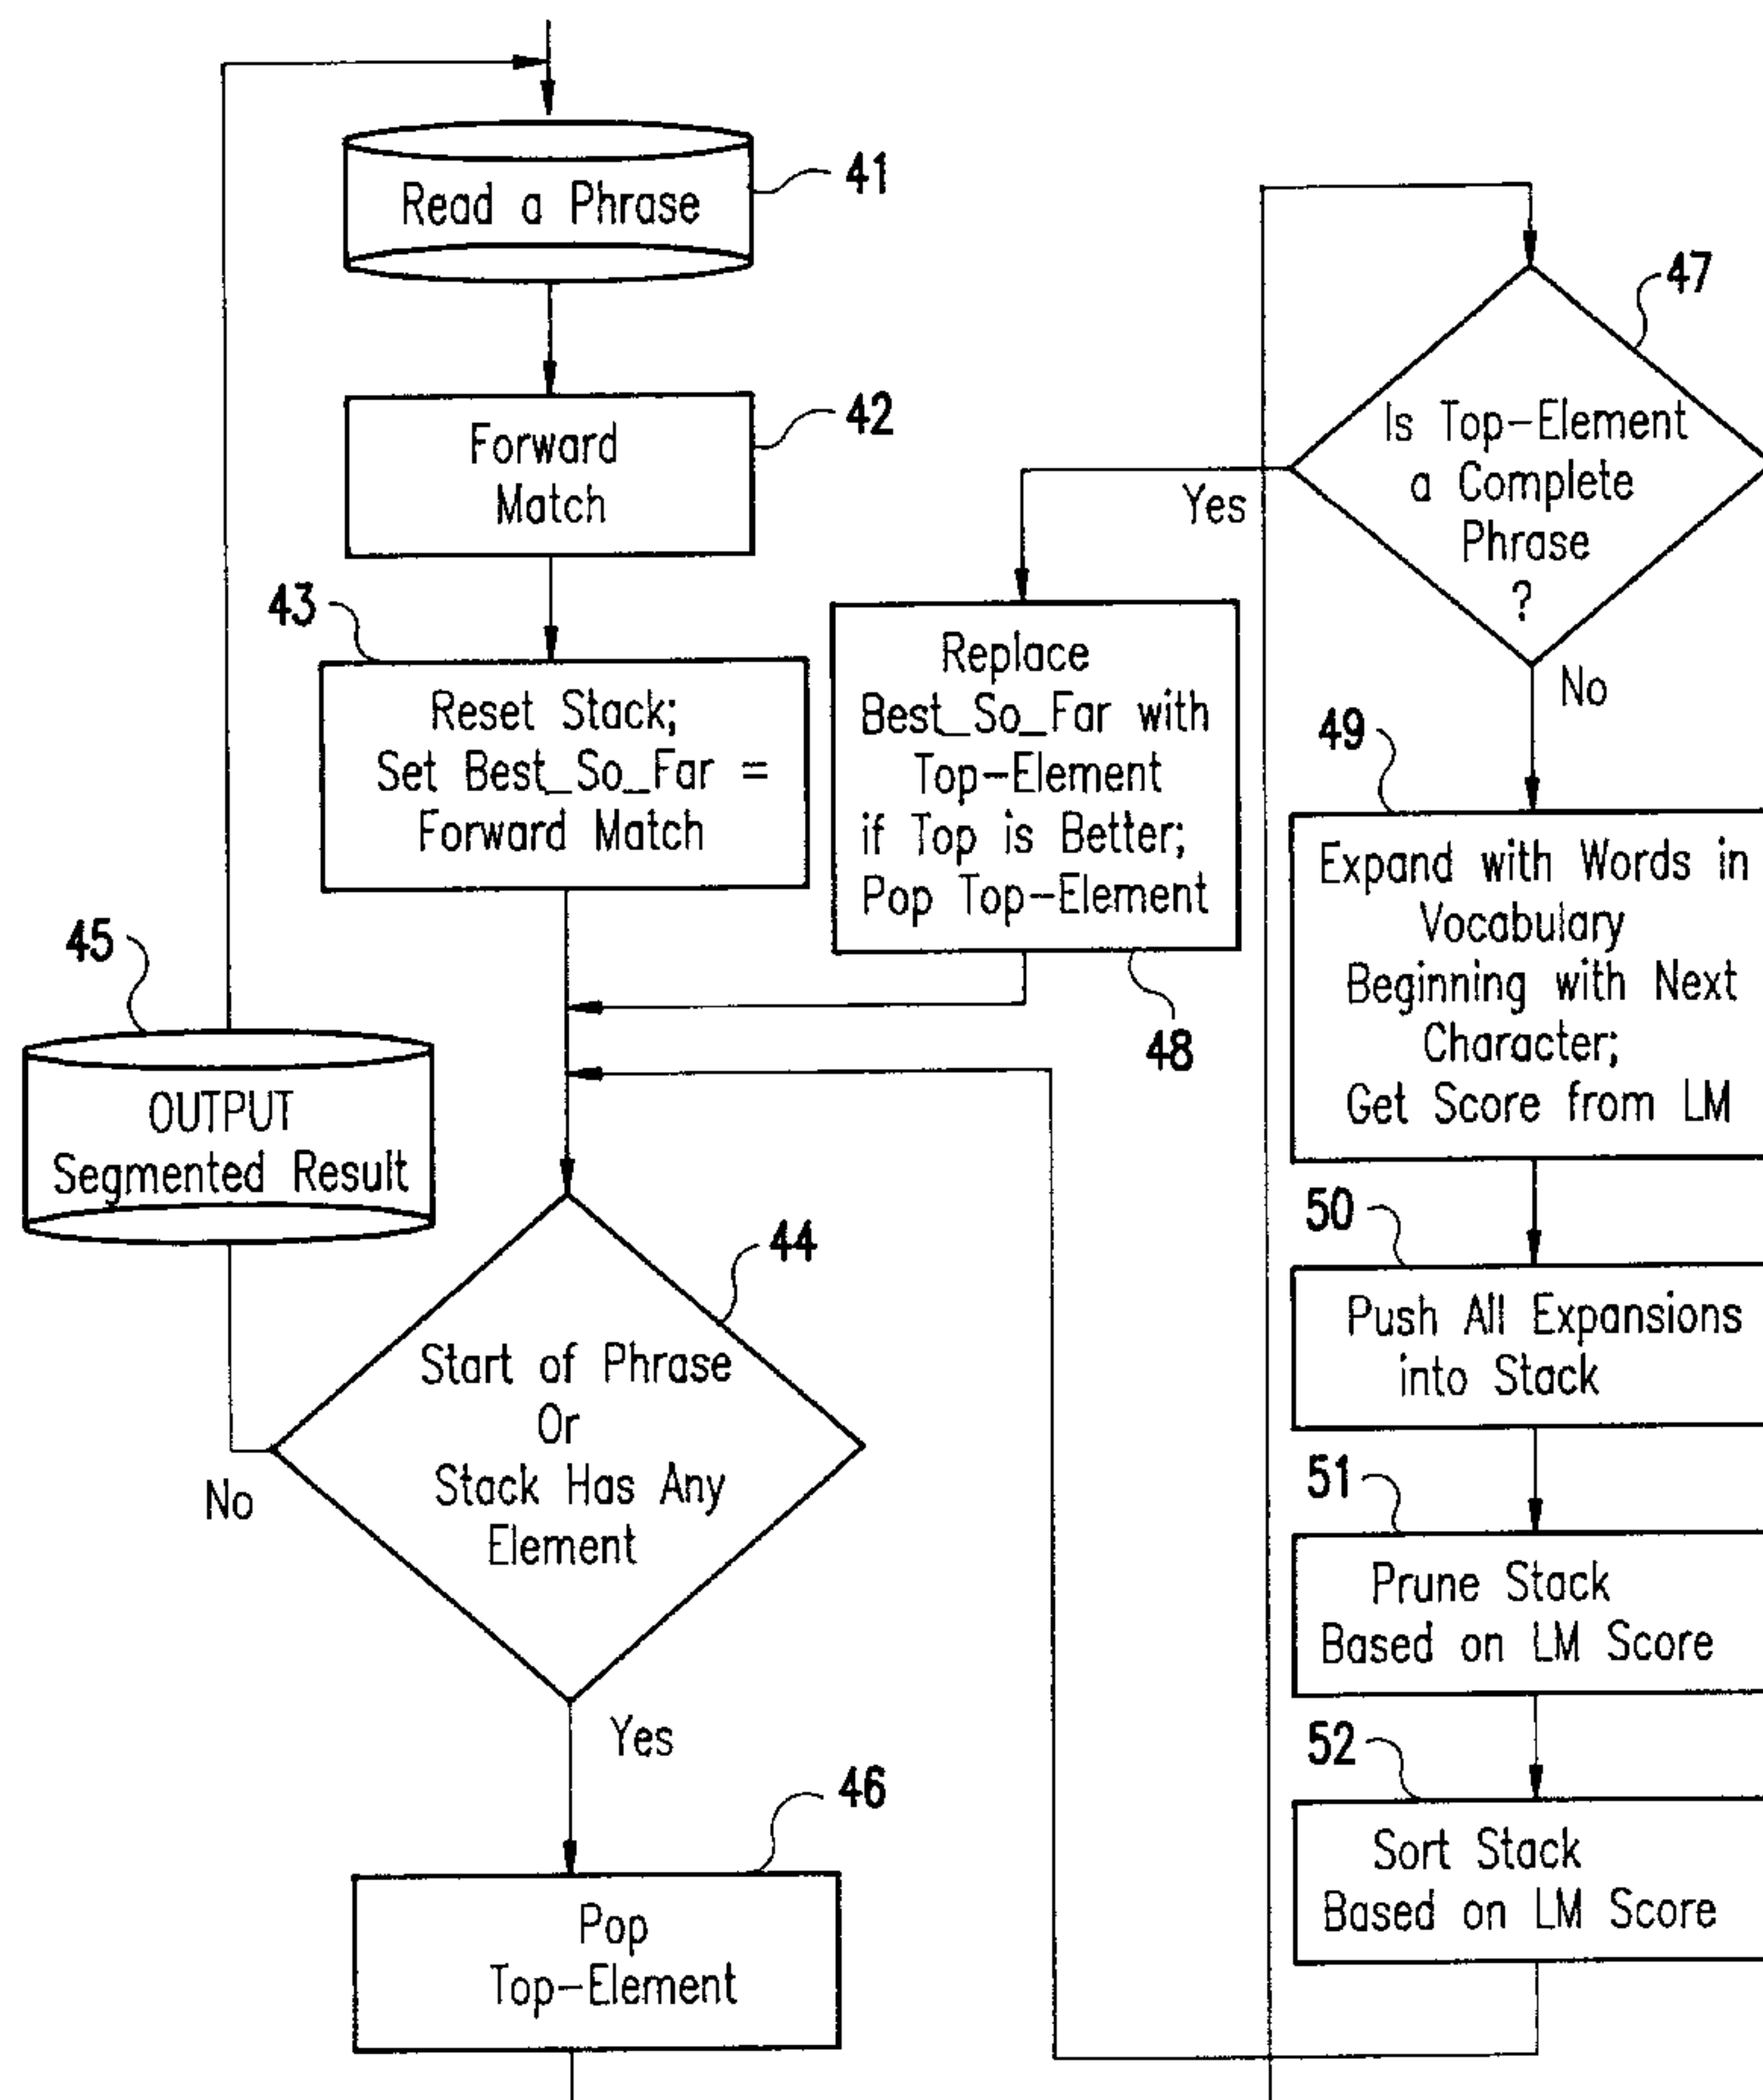 41
Read a Phrase
42
Forward
Match
43
Reset Stack;
Set Best_So_Far =
Forward Match
45
OUTPUT
Segmented Result
44
Start of Phrase
Or
Stack Has Any
Element
No
Yes
46
Pop
Top-Element
47
Is Top-Element
a Complete
Phrase
?
Yes
No
Replace
Best_So_Far with
Top-Element
if Top is Better;
Pop Top-Element
48
49
Expand with Words in
Vocabulary
Beginning with Next
Character;
Get Score from LM
50
Push All Expansions
into Stack
51
Prune Stack
Based on LM Score
52
Sort Stack
Based on LM Score